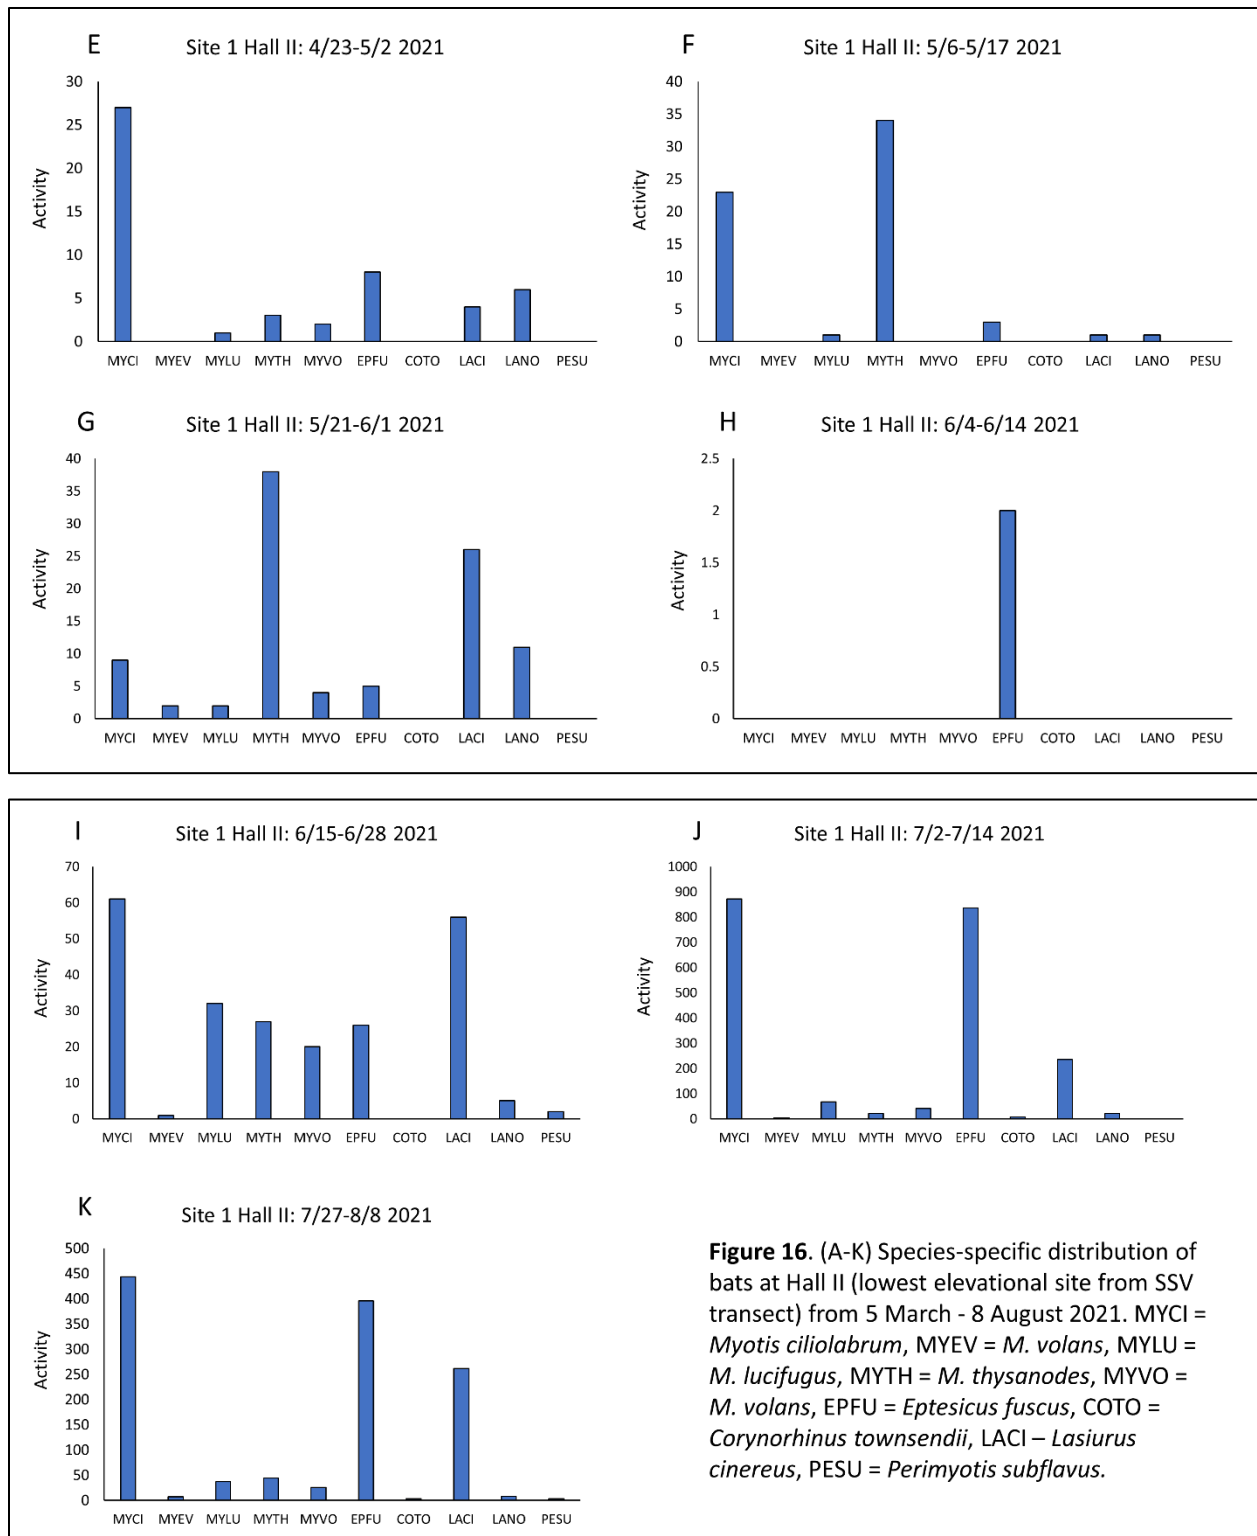 E
Site 1 Hall II: 4/23-5/2 2021
30
25
20
15
10
5
0
Activity
MYCI MYEV MYLU MYTH MYVO EPFU COTO LACI LANO PESU
F
Site 1 Hall II: 5/6-5/17 2021
40
35
30
25
20
15
10
5
0
Activity
MYCI MYEV MYLU MYTH MYVO EPFU COTO LACI LANO PESU
G
Site 1 Hall II: 5/21-6/1 2021
40
35
30
25
20
15
10
5
0
Activity
MYCI MYEV MYLU MYTH MYVO EPFU COTO LACI LANO PESU
H
Site 1 Hall II: 6/4-6/14 2021
2.5
2
1.5
1
0.5
0
Activity
MYCI MYEV MYLU MYTH MYVO EPFU COTO LACI LANO PESU
I
Site 1 Hall II: 6/15-6/28 2021
70
60
50
40
30
20
10
0
Activity
MYCI MYEV MYLU MYTH MYVO EPFU COTO LACI LANO PESU
J
Site 1 Hall II: 7/2-7/14 2021
1000
900
800
700
600
500
400
300
200
100
0
Activity
MYCI MYEV MYLU MYTH MYVO EPFU COTO LACI LANO PESU
K
Site 1 Hall II: 7/27-8/8 2021
500
450
400
350
300
250
200
150
100
50
0
Activity
MYCI MYEV MYLU MYTH MYVO EPFU COTO LACI LANO PESU
Figure 16. (A-K) Species-specific distribution of
bats at Hall II (lowest elevational site from SSV
transect) from 5 March - 8 August 2021. MYCI =
Myotis ciliolabrum, MYEV = M. volans, MYLU =
M. lucifugus, MYTH = M. thysanodes, MYVO =
M. volans, EPFU = Eptesicus fuscus, COTO =
Corynorhinus townsendii, LACI – Lasiurus
cinereus, PESU = Perimyotis subflavus.